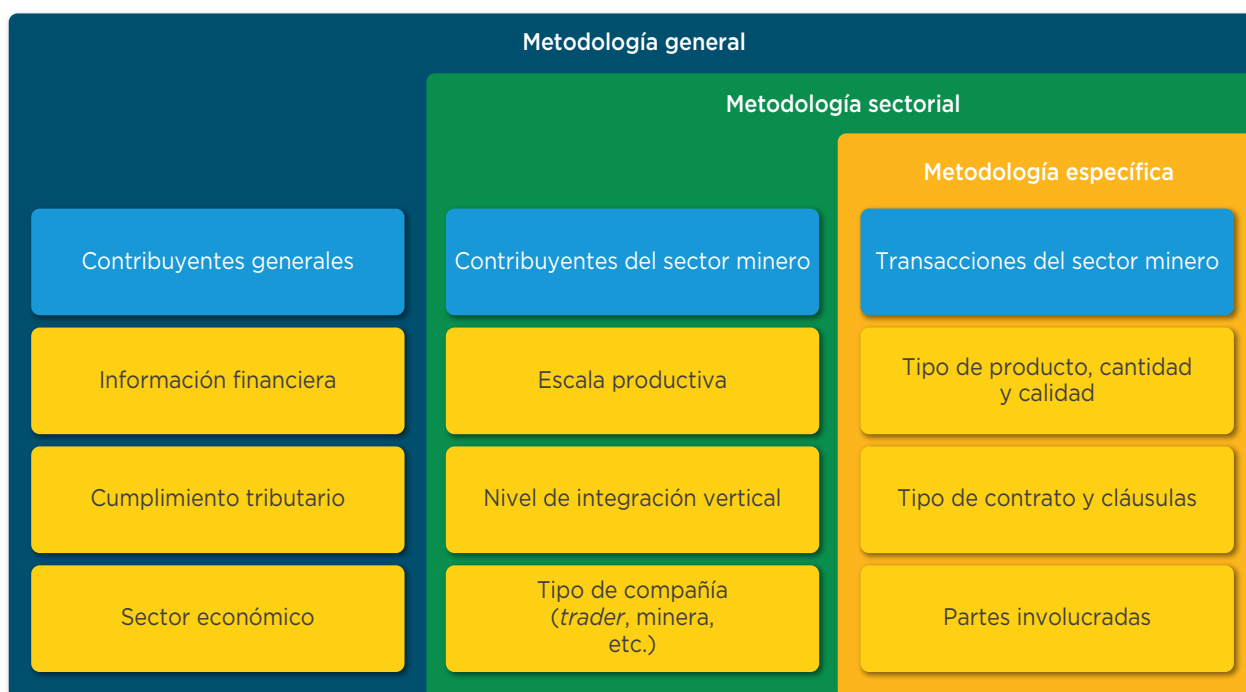 Metodología general
Metodología sectorial
Metodología específica
Contribuyentes generales
Información financiera
Cumplimiento tributario
Sector económico
Contribuyentes del sector minero
Escala productiva
Nivel de integración vertical
Tipo de compañía
(trader, minera,
etc.)
Transacciones del sector minero
Tipo de producto, cantidad
y calidad
Tipo de contrato y cláusulas
Partes involucradas